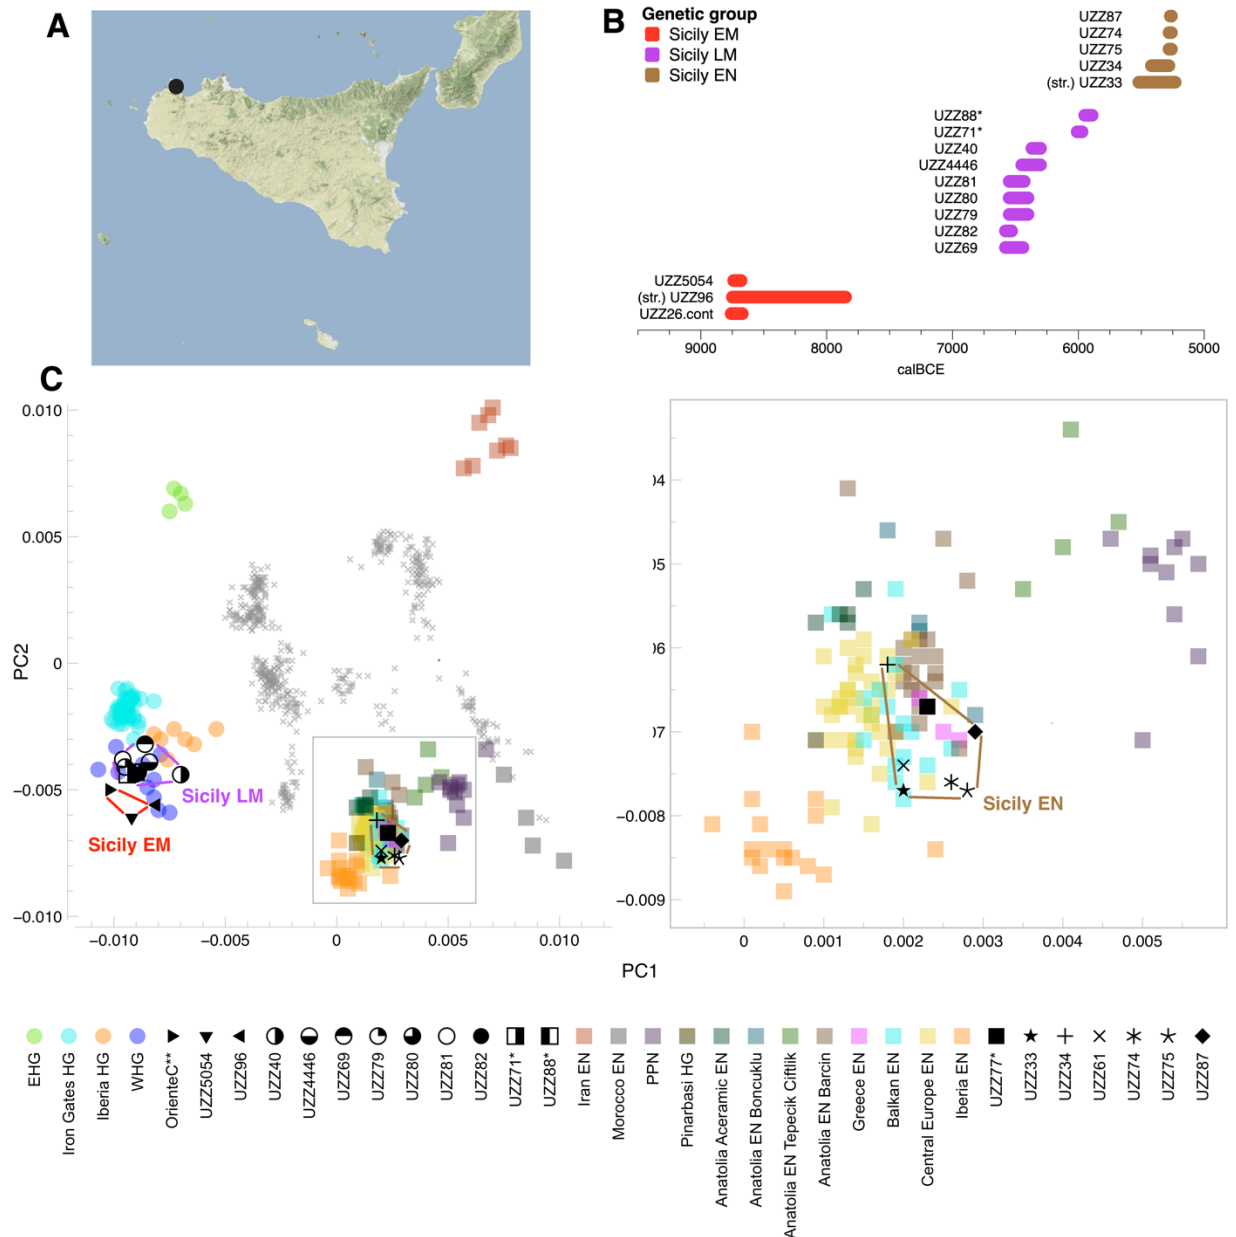 A
B
Genetic group
Sicily EM
Sicily LM
Sicily EN
UZZ87
UZZ74
UZZ75
UZZ34
(str.) UZZ33
UZZ88*
UZZ71*
UZZ40
UZZ4446
UZZ81
UZZ80
UZZ79
UZZ82
UZZ69
UZZ5054
(str.) UZZ96
UZZ26.cont
9000
8000
7000
6000
5000
calBCE
C
0.010
0.005
0
−0.005
−0.010
PC2
Sicily LM
Sicily EM
−0.010
−0.005
0
0.005
0.010
)4
05
06
07
−0.008
−0.009
Sicily EN
0
0.001
0.002
0.003
0.004
0.005
PC1
EHG
Iron Gates HG
Iberia HG
WHG
OrienteC**
UZZ5054
UZZ96
UZZ40
UZZ4446
UZZ69
UZZ79
UZZ80
UZZ81
UZZ82
UZZ71*
UZZ88*
Iran EN
Morocco EN
PPN
Pinarbasi HG
Anatolia Aceramic EN
Anatolia EN Boncuklu
Anatolia EN Tepecik Ciftlik
Anatolia EN Barcin
Greece EN
Balkan EN
Central Europe EN
Iberia EN
UZZ77*
UZZ33
UZZ34
UZZ61
UZZ74
UZZ75
UZZ87